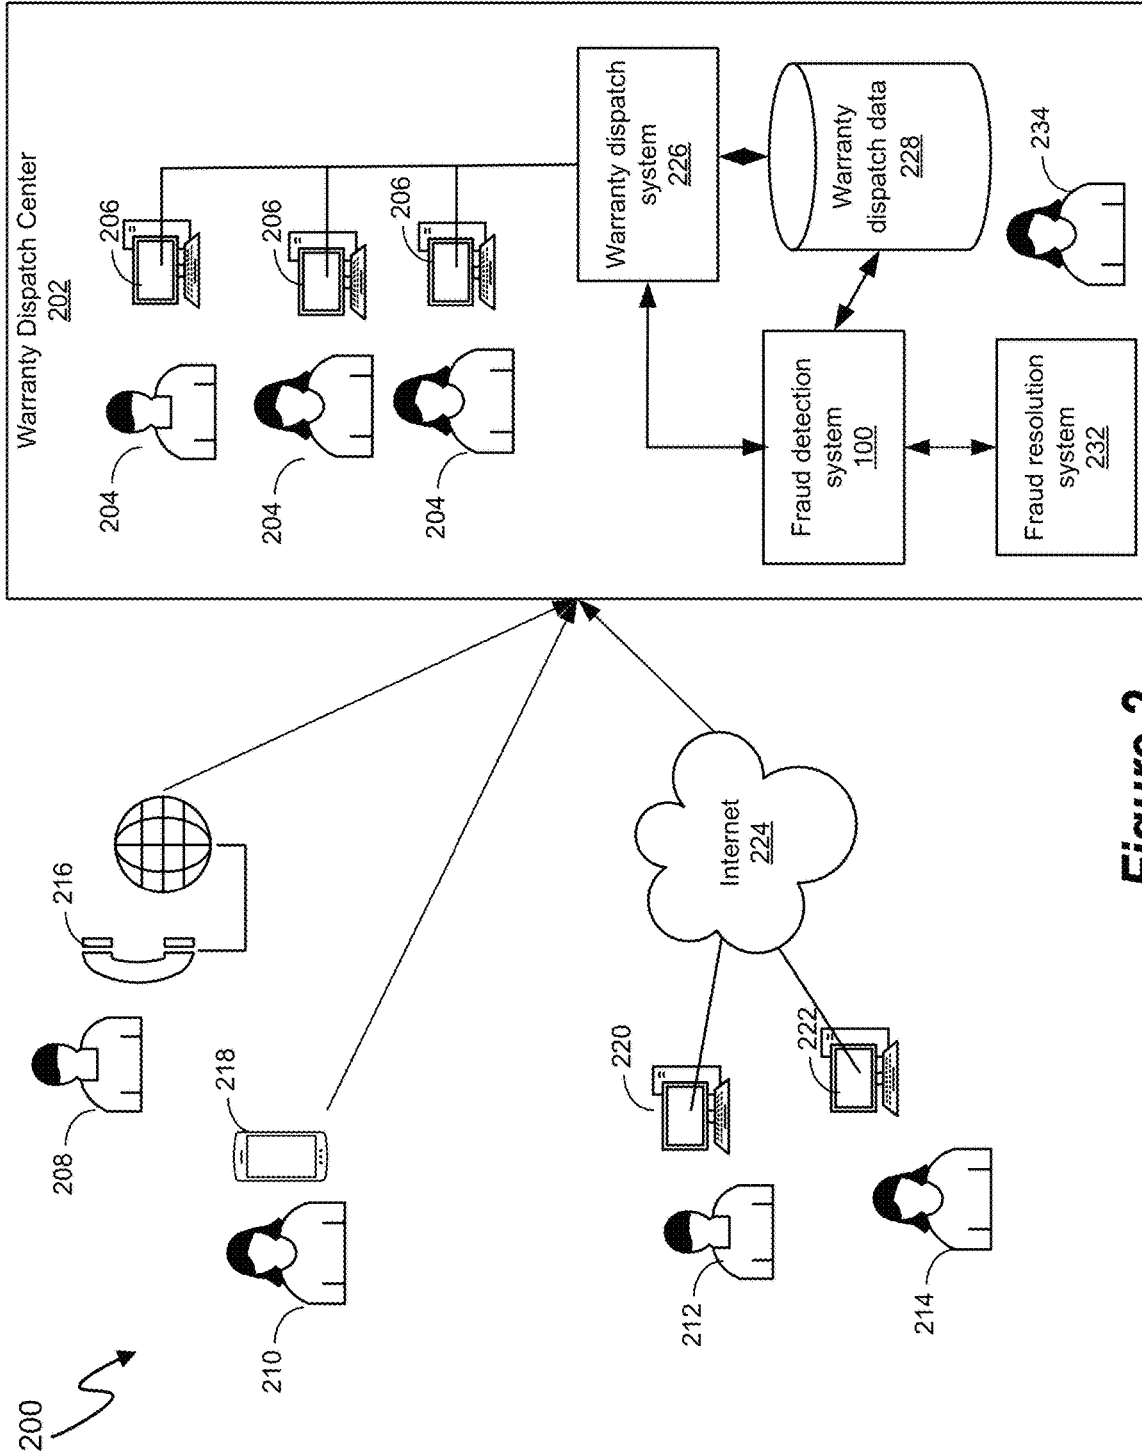 200
208
216
210
218
212
220
214
222
Internet
224
Warranty Dispatch Center
202
204
206
204
206
204
206
Warranty dispatch
system
226
Warranty
dispatch data
228
Fraud detection
system
100
Fraud resolution
system
232
234
Figure 2